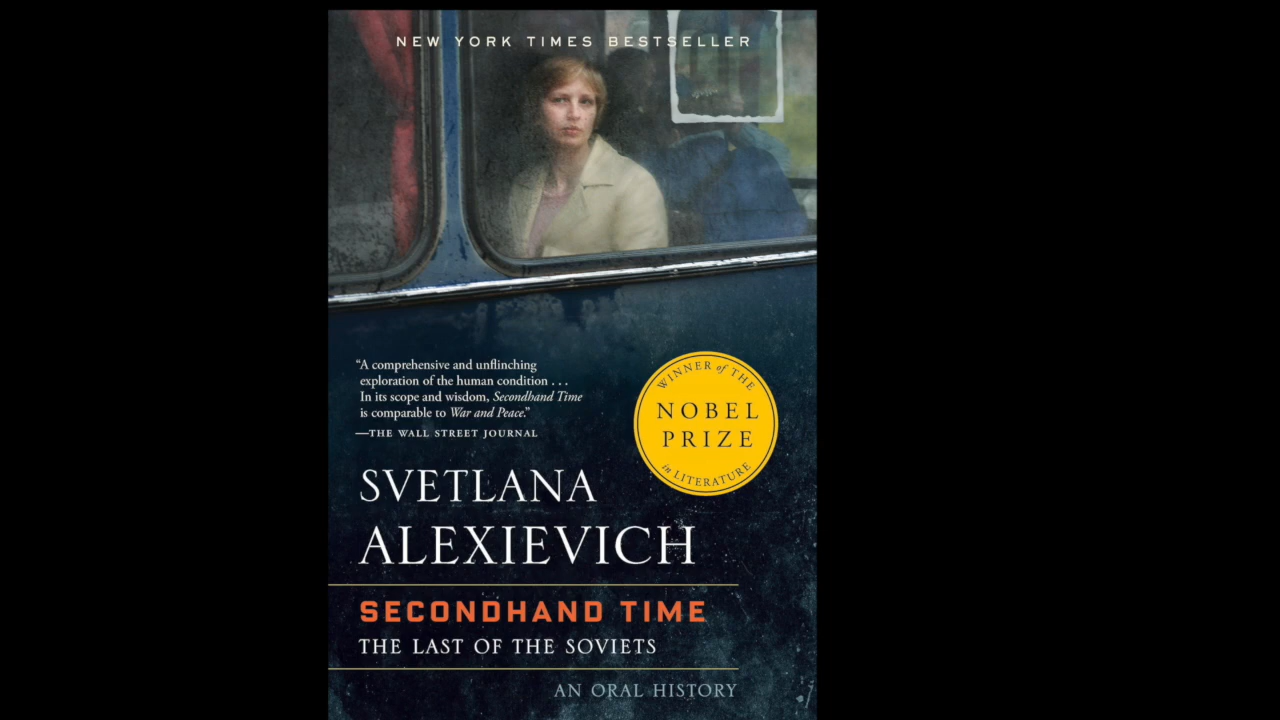 NEW YORK TIMES BESTSELLER
“A comprehensive and unflinching
exploration of the human condition . . .
In its scope and wisdom, Secondhand Time
is comparable to War and Peace.”
—THE WALL STREET JOURNAL
WINNER of THE
NOBEL
PRIZE
in LITERATURE
SVETLANA
ALEXIEVICH
SECONDHAND TIME
THE LAST OF THE SOVIETS
AN ORAL HISTORY